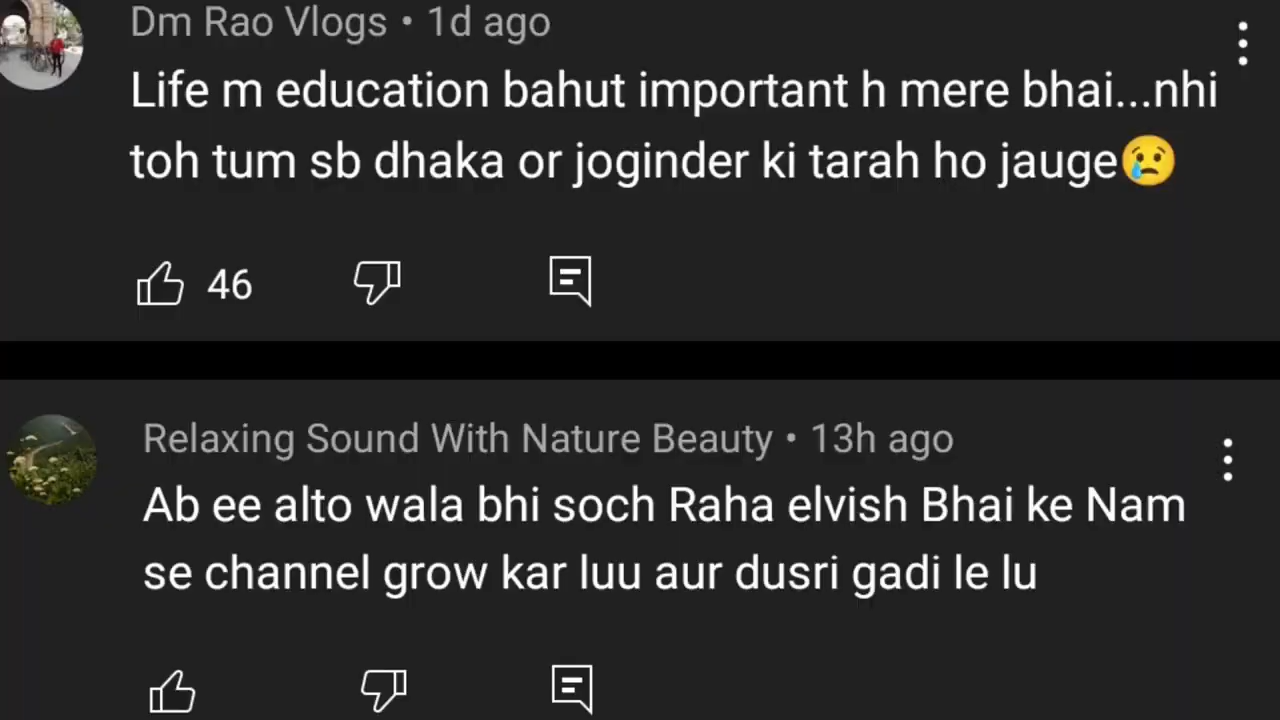 Dm Rao Vlogs • 1d ago
Life m education bahut important h mere bhai...nhi
toh tum sb dhaka or joginder ki tarah ho jauge😢
46
Relaxing Sound With Nature Beauty • 13h ago
Ab ee alto wala bhi soch Raha elvish Bhai ke Nam
se channel grow kar luu aur dusri gadi le lu